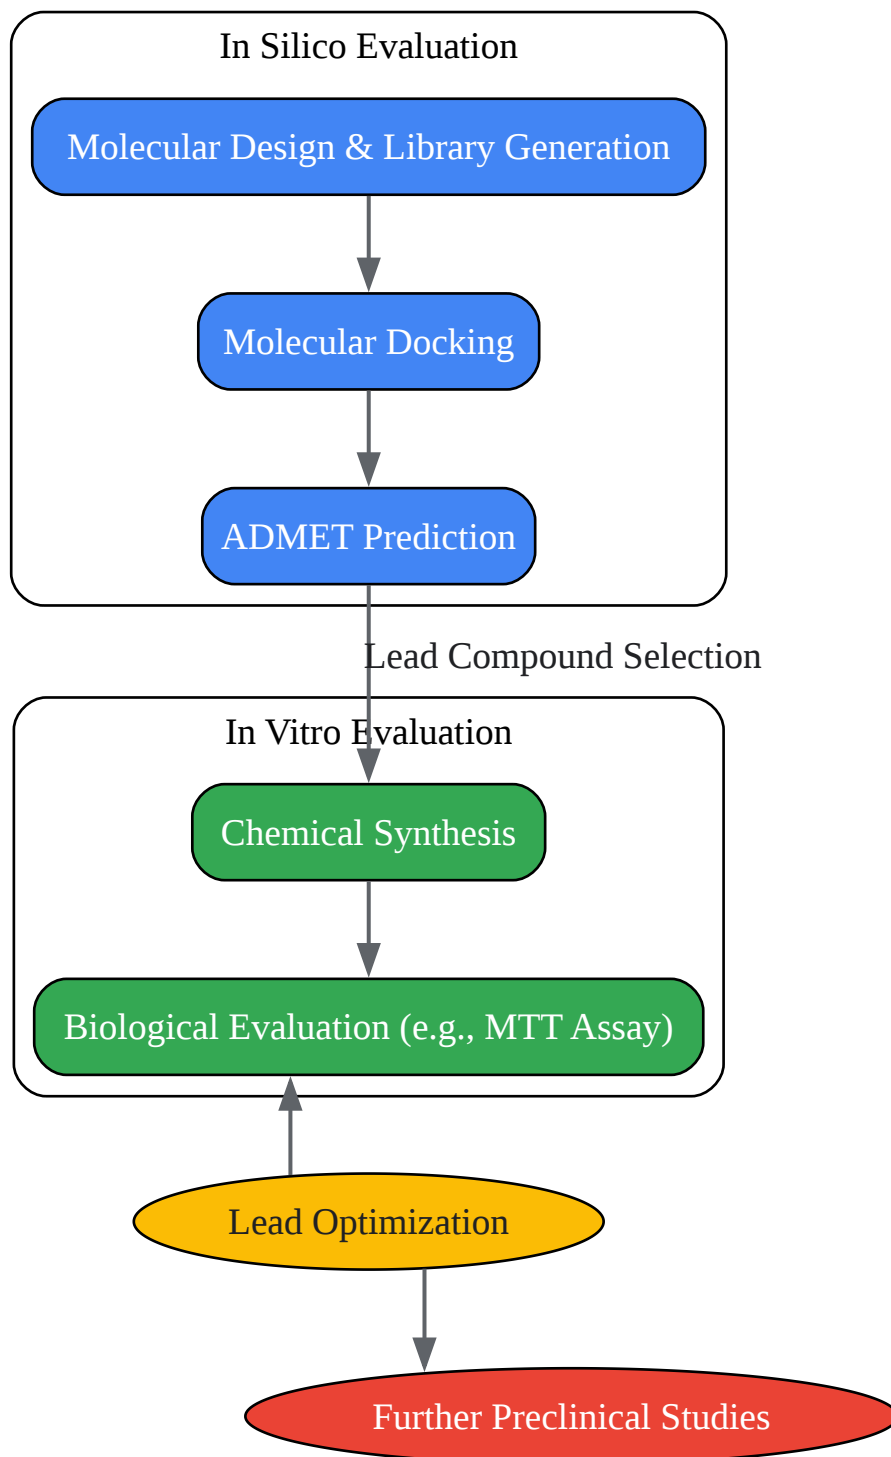 In Silico Evaluation
Molecular Design & Library Generation
Molecular Docking
ADMET Prediction
Lead Compound Selection
In Vitro Evaluation
Chemical Synthesis
Biological Evaluation (e.g., MTT Assay)
Lead Optimization
Further Preclinical Studies